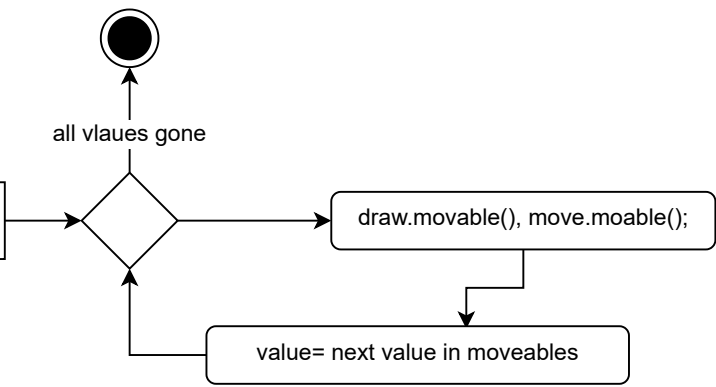 all vlaues gone
draw.movable(), move.moable();
value= next value in moveables